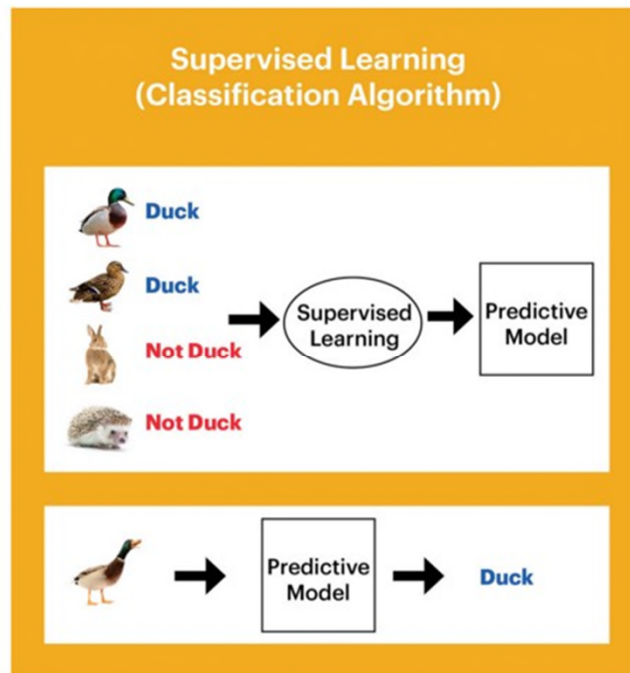 Supervised Learning
(Classification Algorithm)
Duck
Duck
Not Duck
Not Duck
Supervised
Learning
Predictive
Model
Predictive
Model
Duck